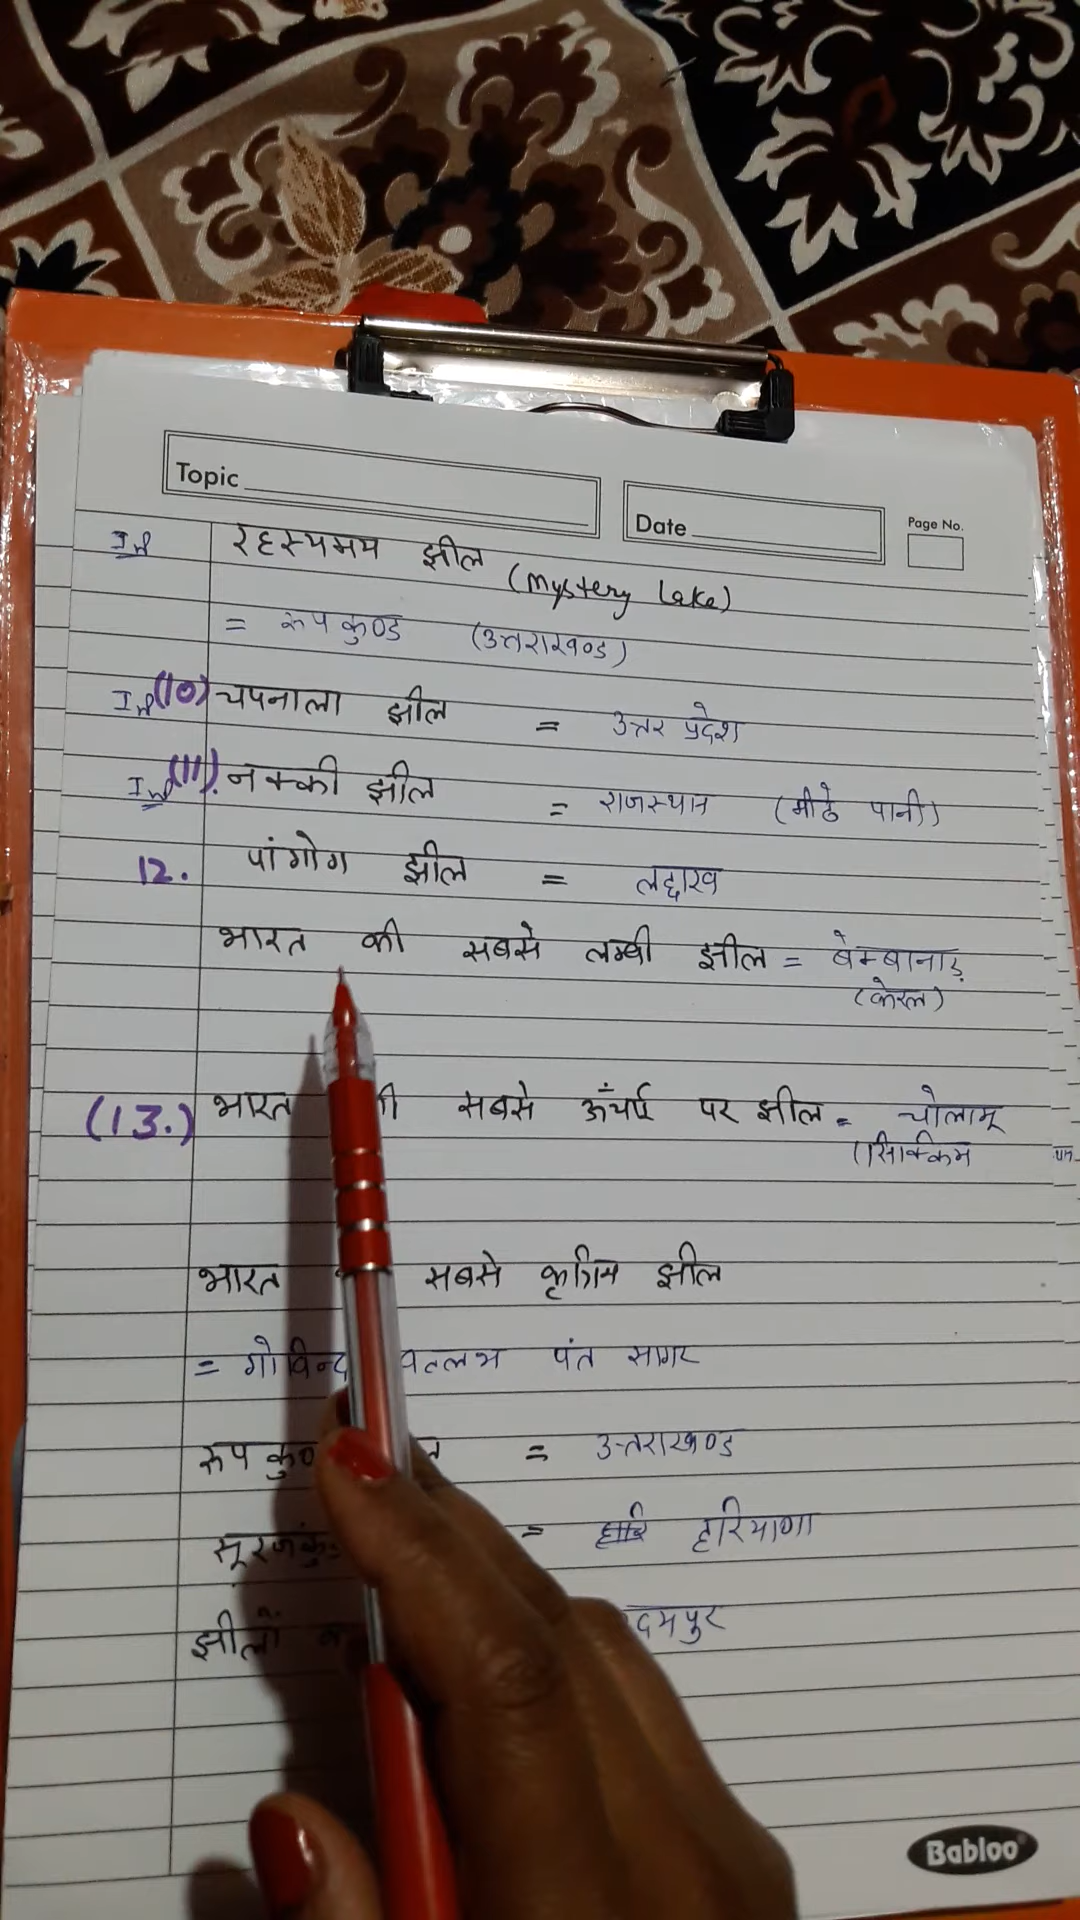 Topic
Date
Page No.
Imp रहस्यमय झील (Mystery Lake)
= रुपकुण्ड (उत्तराखण्ड)
Imp (10) चपनाला झील = उत्तर प्रदेश
Imp (11). नक्की झील = राजस्थान (मीठे पानी)
12. पांगोग झील = लद्दाख
भारत की सबसे लम्बी झील = बेम्बानाड़
(केरल)
(13.) भारत की सबसे ऊँचाई पर झील = चोलामू
(सिक्किम
भारत सबसे कृत्रिम झील
= गोविन्द वल्लभ पंत सागर
रुपकुण्ड = उत्तराखण्ड
सूरजकुं = हरियाणा
झीलों दयपुर
Babloo